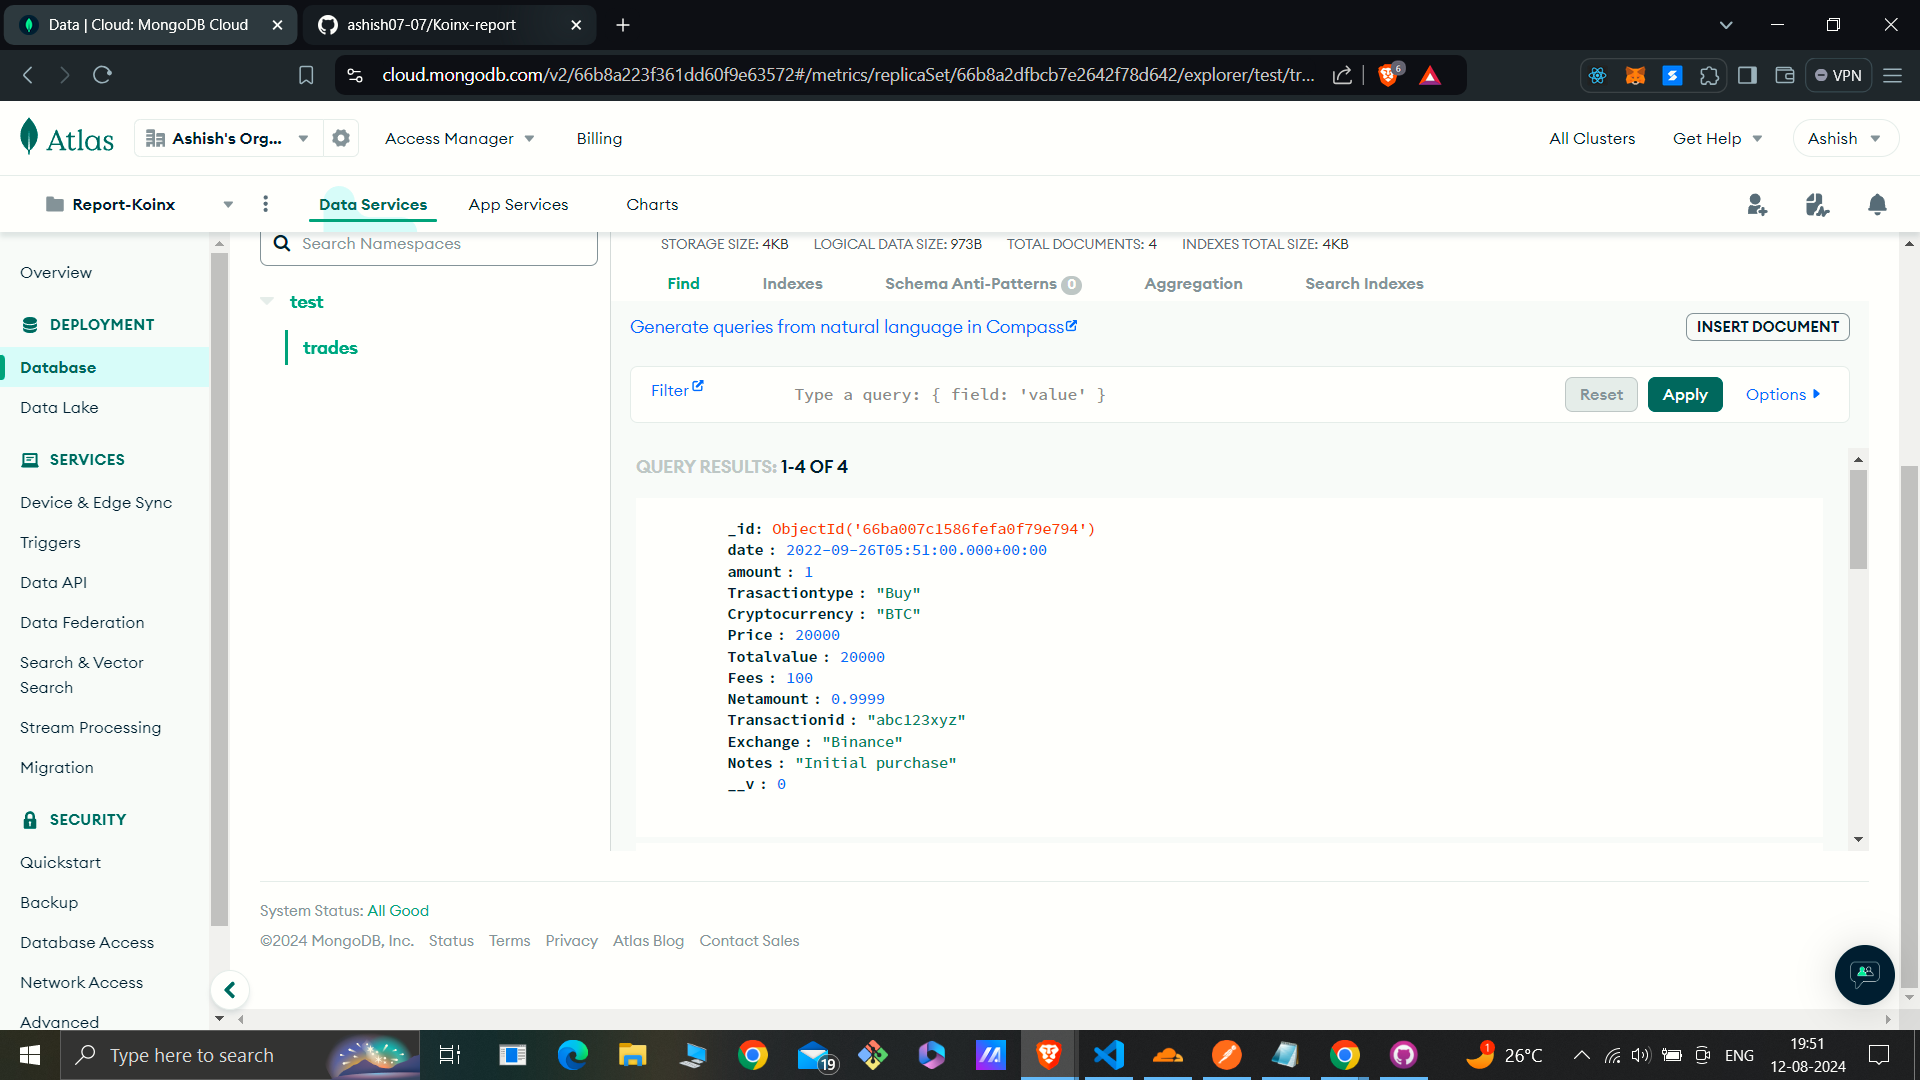 Data | Cloud: MongoDB Cloud
ashish07-07/Koinx-report
cloud.mongodb.com/v2/66b8a223f361dd60f9e63572#/metrics/replicaSet/66b8a2dfbcb7e2642f78d642/explorer/test/tr...
6
VPN
Atlas
Ashish's Org...
Access Manager
Billing
All Clusters
Get Help
Ashish
Report-Koinx
Data Services
App Services
Charts
Overview
DEPLOYMENT
Database
Data Lake
SERVICES
Device & Edge Sync
Triggers
Data API
Data Federation
Search & Vector
Search
Stream Processing
Migration
SECURITY
Quickstart
Backup
Database Access
Network Access
Advanced
Search Namespaces
test
trades
STORAGE SIZE: 4KB LOGICAL DATA SIZE: 973B TOTAL DOCUMENTS: 4 INDEXES TOTAL SIZE: 4KB
Find Indexes Schema Anti-Patterns 0 Aggregation Search Indexes
Generate queries from natural language in Compass
INSERT DOCUMENT
Filter
Type a query: { field: 'value' }
Reset
Apply
Options
QUERY RESULTS: 1-4 OF 4
_id: ObjectId('66ba007c1586fefa0f79e794')
date : 2022-09-26T05:51:00.000+00:00
amount : 1
Trasactiontype : "Buy"
Cryptocurrency : "BTC"
Price : 20000
Totalvalue : 20000
Fees : 100
Netamount : 0.9999
Transactionid : "abc123xyz"
Exchange : "Binance"
Notes : "Initial purchase"
__v : 0
System Status: All Good
©2024 MongoDB, Inc. Status Terms Privacy Atlas Blog Contact Sales
Type here to search
19
1
26°C
ENG
19:51
12-08-2024